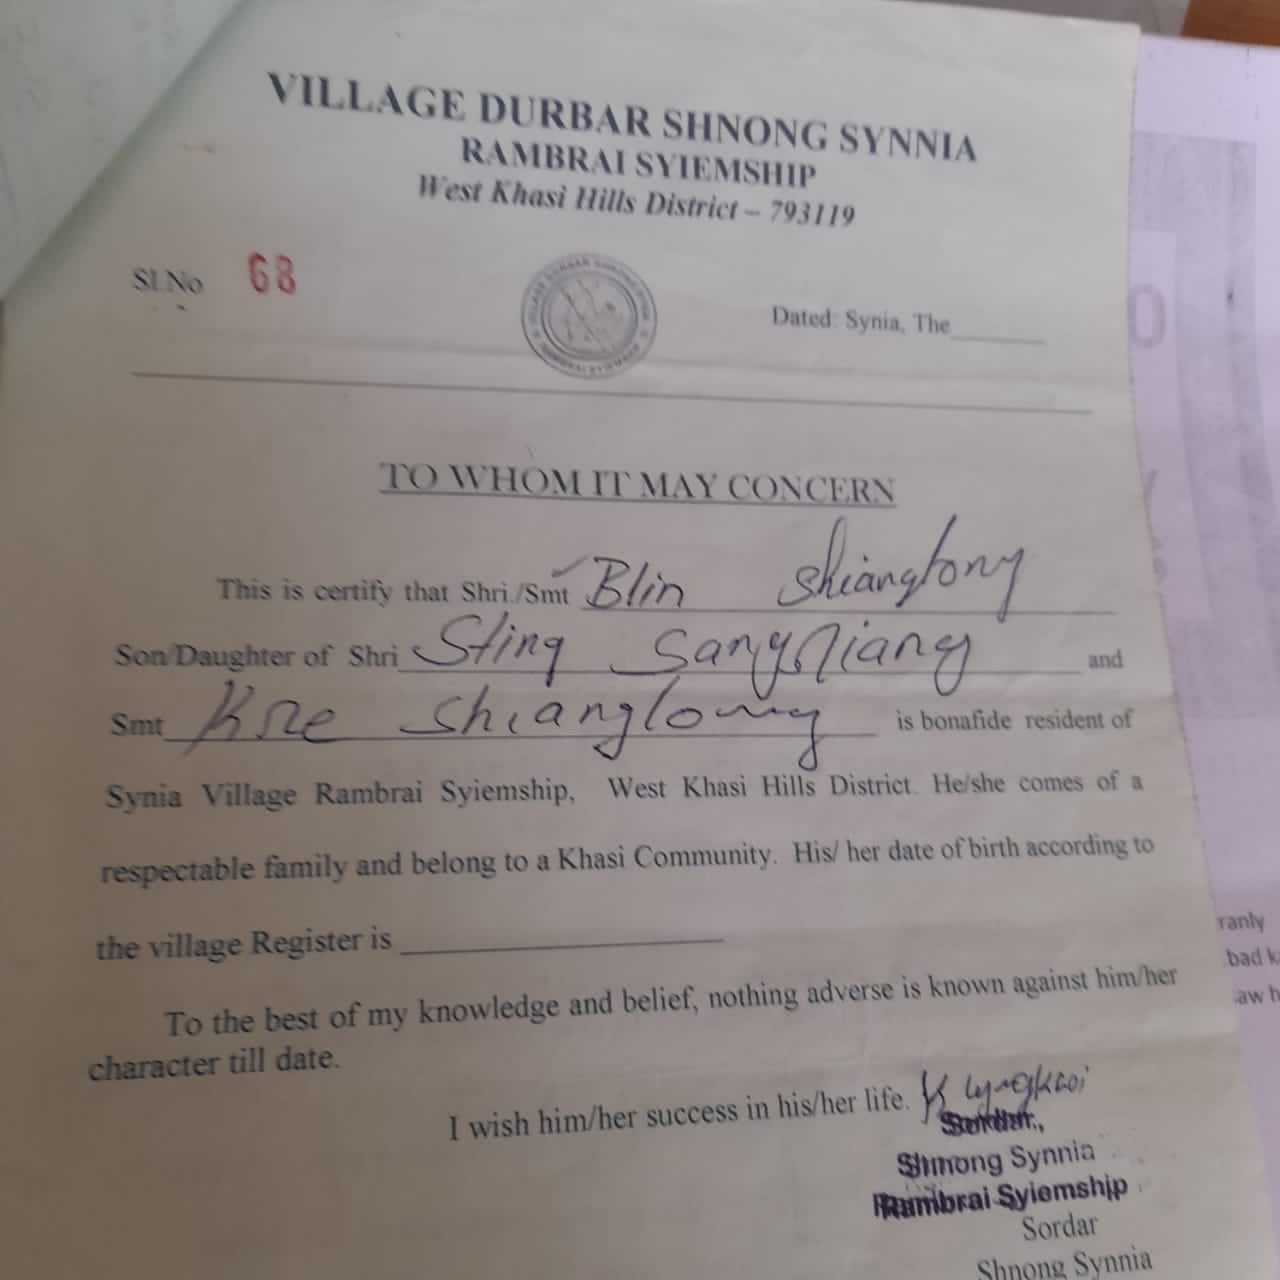 VILLAGE DURBAR SHNONG SYNNIA
RAMBRAI SYIEMSHIP
West Khasi Hills District – 793119
Sl.No 68
Dated: Synia, The
TO WHOM IT MAY CONCERN
This is certify that Shri./Smt Blin Shianglong
Son/Daughter of Shri Sting Sangriang and
Smt Kre Shianglong is bonafide resident of
Synia Village Rambrai Syiemship, West Khasi Hills District. He/she comes of a
respectable family and belong to a Khasi Community. His/ her date of birth according to
the village Register is
To the best of my knowledge and belief, nothing adverse is known against him/her
character till date.
I wish him/her success in his/her life.
Sordar,
Shnong Synnia
Rambrai Syiemship
Sordar
Shnong Synnia
ranly
bad k
aw h